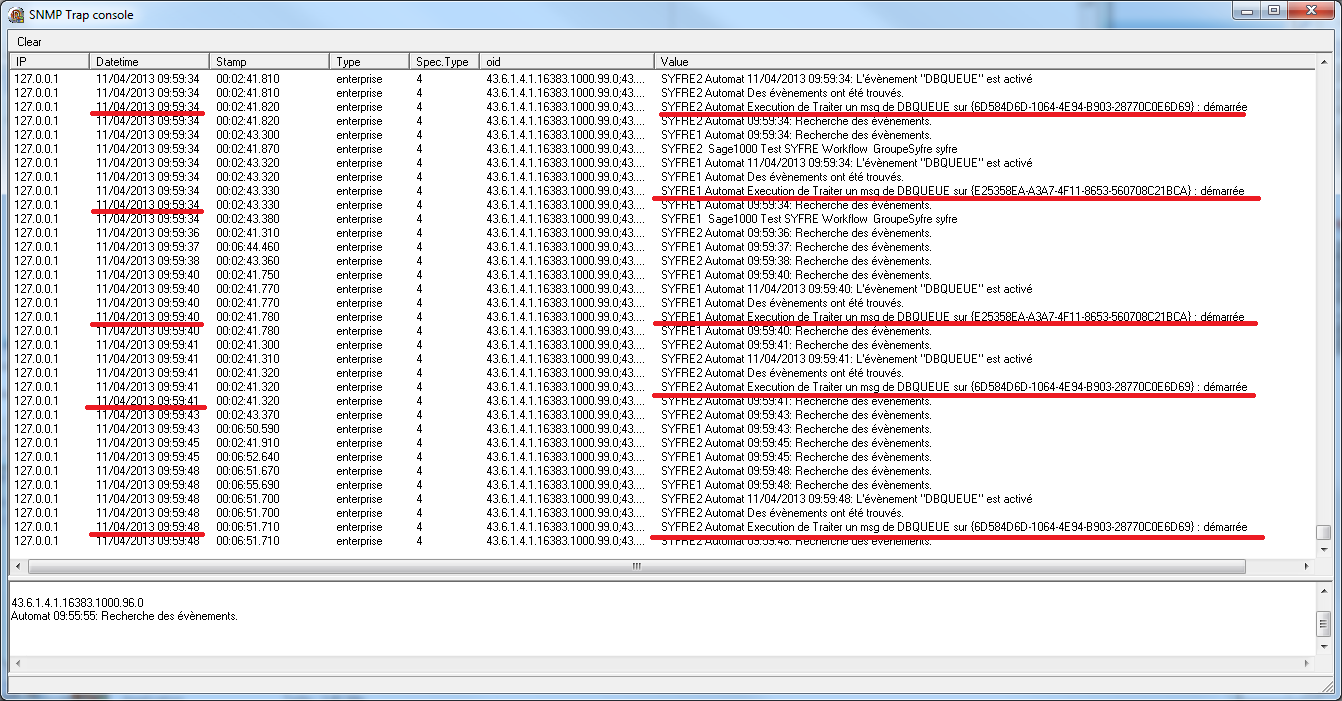 SNMP Trap console
Clear
IP Datetime Stamp Type Spec.Type oid Value
127.0.0.1 11/04/2013 09:59:34 00:02:41.810 enterprise 4 43.6.1.4.1.16383.1000.99.0;43.... SYFRE2 Automat 11/04/2013 09:59:34: L'évènement "DBQUEUE" est activé
127.0.0.1 11/04/2013 09:59:34 00:02:41.810 enterprise 4 43.6.1.4.1.16383.1000.99.0;43.... SYFRE2 Automat Des évènements ont été trouvés.
127.0.0.1 11/04/2013 09:59:34 00:02:41.820 enterprise 4 43.6.1.4.1.16383.1000.99.0;43.... SYFRE2 Automat Execution de Traiter un msg de DBQUEUE sur {6D584D6D-1064-4E94-B903-28770C0E6D69} : démarrée
127.0.0.1 11/04/2013 09:59:34 00:02:41.820 enterprise 4 43.6.1.4.1.16383.1000.99.0;43.... SYFRE2 Automat 09:59:34: Recherche des évènements.
127.0.0.1 11/04/2013 09:59:34 00:02:43.300 enterprise 4 43.6.1.4.1.16383.1000.99.0;43.... SYFRE1 Automat 09:59:34: Recherche des évènements.
127.0.0.1 11/04/2013 09:59:34 00:02:41.870 enterprise 4 43.6.1.4.1.16383.1000.99.0;43.... SYFRE2 Sage1000 Test SYFRE Workflow GroupeSyfre syfre
127.0.0.1 11/04/2013 09:59:34 00:02:43.320 enterprise 4 43.6.1.4.1.16383.1000.99.0;43.... SYFRE1 Automat 11/04/2013 09:59:34: L'évènement "DBQUEUE" est activé
127.0.0.1 11/04/2013 09:59:34 00:02:43.320 enterprise 4 43.6.1.4.1.16383.1000.99.0;43.... SYFRE1 Automat Des évènements ont été trouvés.
127.0.0.1 11/04/2013 09:59:34 00:02:43.330 enterprise 4 43.6.1.4.1.16383.1000.99.0;43.... SYFRE1 Automat Execution de Traiter un msg de DBQUEUE sur {E25358EA-A3A7-4F11-8653-560708C21BCA} : démarrée
127.0.0.1 11/04/2013 09:59:34 00:02:43.330 enterprise 4 43.6.1.4.1.16383.1000.99.0;43.... SYFRE1 Automat 09:59:34: Recherche des évènements.
127.0.0.1 11/04/2013 09:59:34 00:02:43.380 enterprise 4 43.6.1.4.1.16383.1000.99.0;43.... SYFRE1 Sage1000 Test SYFRE Workflow GroupeSyfre syfre
127.0.0.1 11/04/2013 09:59:36 00:02:41.310 enterprise 4 43.6.1.4.1.16383.1000.99.0;43.... SYFRE2 Automat 09:59:36: Recherche des évènements.
127.0.0.1 11/04/2013 09:59:37 00:06:44.460 enterprise 4 43.6.1.4.1.16383.1000.99.0;43.... SYFRE1 Automat 09:59:37: Recherche des évènements.
127.0.0.1 11/04/2013 09:59:38 00:02:43.360 enterprise 4 43.6.1.4.1.16383.1000.99.0;43.... SYFRE2 Automat 09:59:38: Recherche des évènements.
127.0.0.1 11/04/2013 09:59:40 00:02:41.750 enterprise 4 43.6.1.4.1.16383.1000.99.0;43.... SYFRE1 Automat 09:59:40: Recherche des évènements.
127.0.0.1 11/04/2013 09:59:40 00:02:41.770 enterprise 4 43.6.1.4.1.16383.1000.99.0;43.... SYFRE1 Automat 11/04/2013 09:59:40: L'évènement "DBQUEUE" est activé
127.0.0.1 11/04/2013 09:59:40 00:02:41.770 enterprise 4 43.6.1.4.1.16383.1000.99.0;43.... SYFRE1 Automat Des évènements ont été trouvés.
127.0.0.1 11/04/2013 09:59:40 00:02:41.780 enterprise 4 43.6.1.4.1.16383.1000.99.0;43.... SYFRE1 Automat Execution de Traiter un msg de DBQUEUE sur {E25358EA-A3A7-4F11-8653-560708C21BCA} : démarrée
127.0.0.1 11/04/2013 09:59:40 00:02:41.780 enterprise 4 43.6.1.4.1.16383.1000.99.0;43.... SYFRE1 Automat 09:59:40: Recherche des évènements.
127.0.0.1 11/04/2013 09:59:41 00:02:41.300 enterprise 4 43.6.1.4.1.16383.1000.99.0;43.... SYFRE2 Automat 09:59:41: Recherche des évènements.
127.0.0.1 11/04/2013 09:59:41 00:02:41.310 enterprise 4 43.6.1.4.1.16383.1000.99.0;43.... SYFRE2 Automat 11/04/2013 09:59:41: L'évènement "DBQUEUE" est activé
127.0.0.1 11/04/2013 09:59:41 00:02:41.320 enterprise 4 43.6.1.4.1.16383.1000.99.0;43.... SYFRE2 Automat Des évènements ont été trouvés.
127.0.0.1 11/04/2013 09:59:41 00:02:41.320 enterprise 4 43.6.1.4.1.16383.1000.99.0;43.... SYFRE2 Automat Execution de Traiter un msg de DBQUEUE sur {6D584D6D-1064-4E94-B903-28770C0E6D69} : démarrée
127.0.0.1 11/04/2013 09:59:41 00:02:41.320 enterprise 4 43.6.1.4.1.16383.1000.99.0;43.... SYFRE2 Automat 09:59:41: Recherche des évènements.
127.0.0.1 11/04/2013 09:59:43 00:02:43.370 enterprise 4 43.6.1.4.1.16383.1000.99.0;43.... SYFRE2 Automat 09:59:43: Recherche des évènements.
127.0.0.1 11/04/2013 09:59:43 00:06:50.590 enterprise 4 43.6.1.4.1.16383.1000.99.0;43.... SYFRE1 Automat 09:59:43: Recherche des évènements.
127.0.0.1 11/04/2013 09:59:45 00:02:41.910 enterprise 4 43.6.1.4.1.16383.1000.99.0;43.... SYFRE2 Automat 09:59:45: Recherche des évènements.
127.0.0.1 11/04/2013 09:59:45 00:06:52.640 enterprise 4 43.6.1.4.1.16383.1000.99.0;43.... SYFRE1 Automat 09:59:45: Recherche des évènements.
127.0.0.1 11/04/2013 09:59:48 00:06:51.670 enterprise 4 43.6.1.4.1.16383.1000.99.0;43.... SYFRE2 Automat 09:59:48: Recherche des évènements.
127.0.0.1 11/04/2013 09:59:48 00:06:55.690 enterprise 4 43.6.1.4.1.16383.1000.99.0;43.... SYFRE1 Automat 09:59:48: Recherche des évènements.
127.0.0.1 11/04/2013 09:59:48 00:06:51.700 enterprise 4 43.6.1.4.1.16383.1000.99.0;43.... SYFRE2 Automat 11/04/2013 09:59:48: L'évènement "DBQUEUE" est activé
127.0.0.1 11/04/2013 09:59:48 00:06:51.700 enterprise 4 43.6.1.4.1.16383.1000.99.0;43.... SYFRE2 Automat Des évènements ont été trouvés.
127.0.0.1 11/04/2013 09:59:48 00:06:51.710 enterprise 4 43.6.1.4.1.16383.1000.99.0;43.... SYFRE2 Automat Execution de Traiter un msg de DBQUEUE sur {6D584D6D-1064-4E94-B903-28770C0E6D69} : démarrée
127.0.0.1 11/04/2013 09:59:48 00:06:51.710 enterprise 4 43.6.1.4.1.16383.1000.99.0;43.... SYFRE2 Automat 09:59:48: Recherche des évènements.
43.6.1.4.1.16383.1000.96.0
Automat 09:55:55: Recherche des évènements.